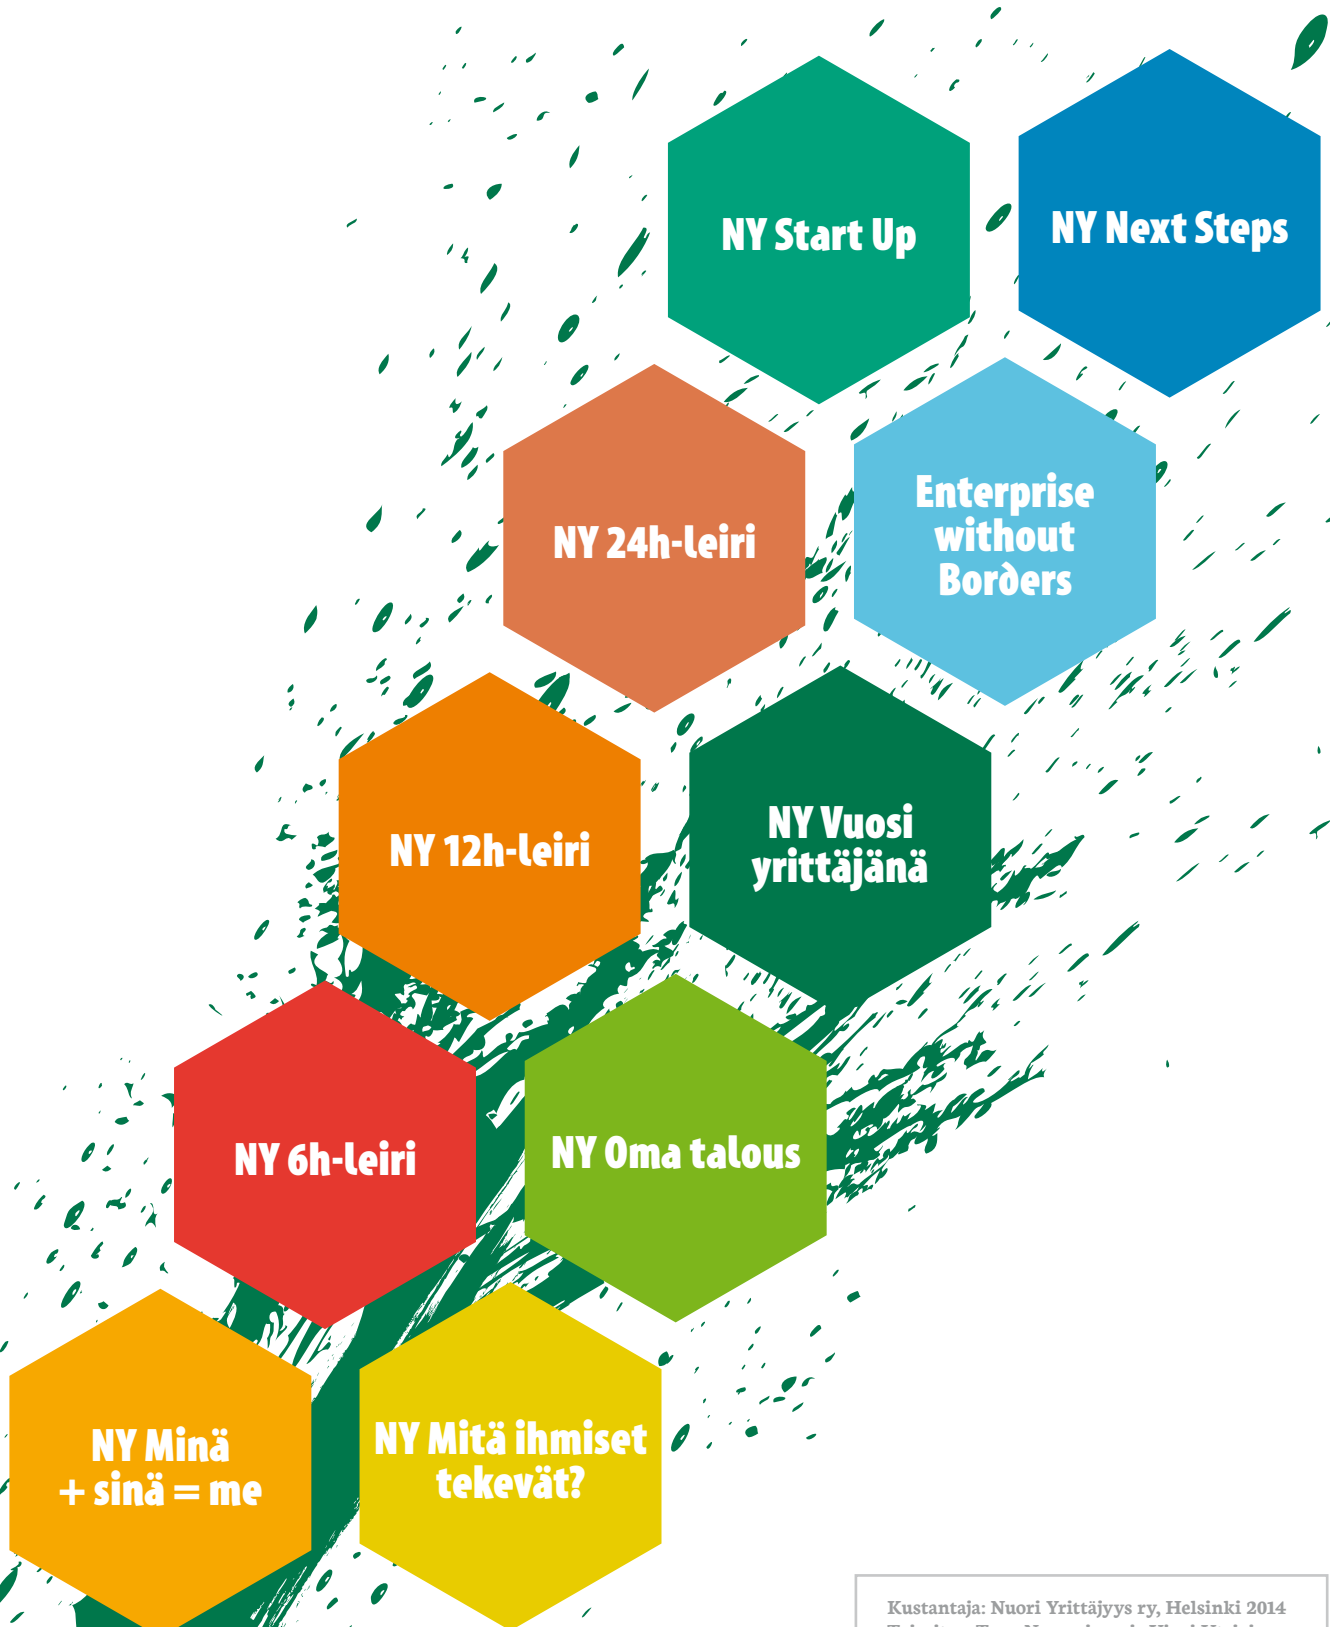 NY Start Up
NY Next Steps
NY 24h-leiri
Enterprise
without
Borders
NY 12h-leiri
NY Vuosi
yrittäjänä
NY 6h-leiri
NY Oma talous
NY Minä
+ sinä = me
NY Mitä ihmiset
tekevät?
Kustantaja: Nuori Yrittäjyys ry, Helsinki 2014